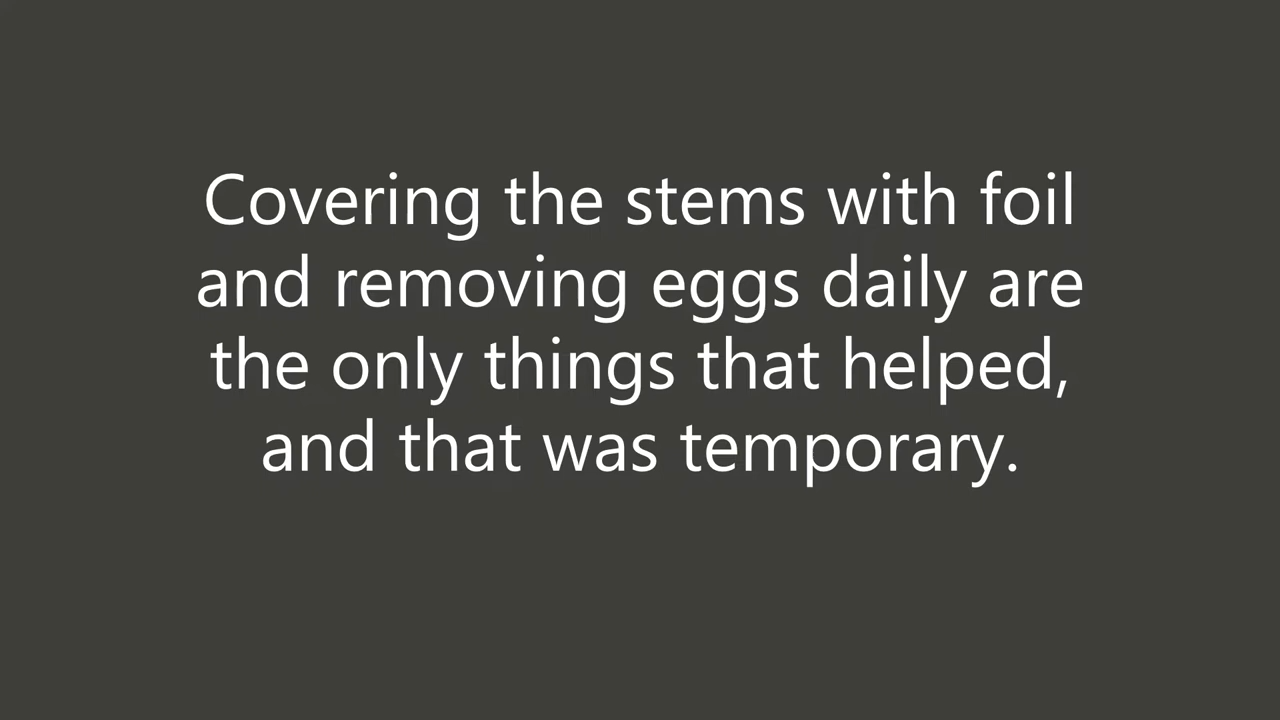 Covering the stems with foil
and removing eggs daily are
the only things that helped,
and that was temporary.